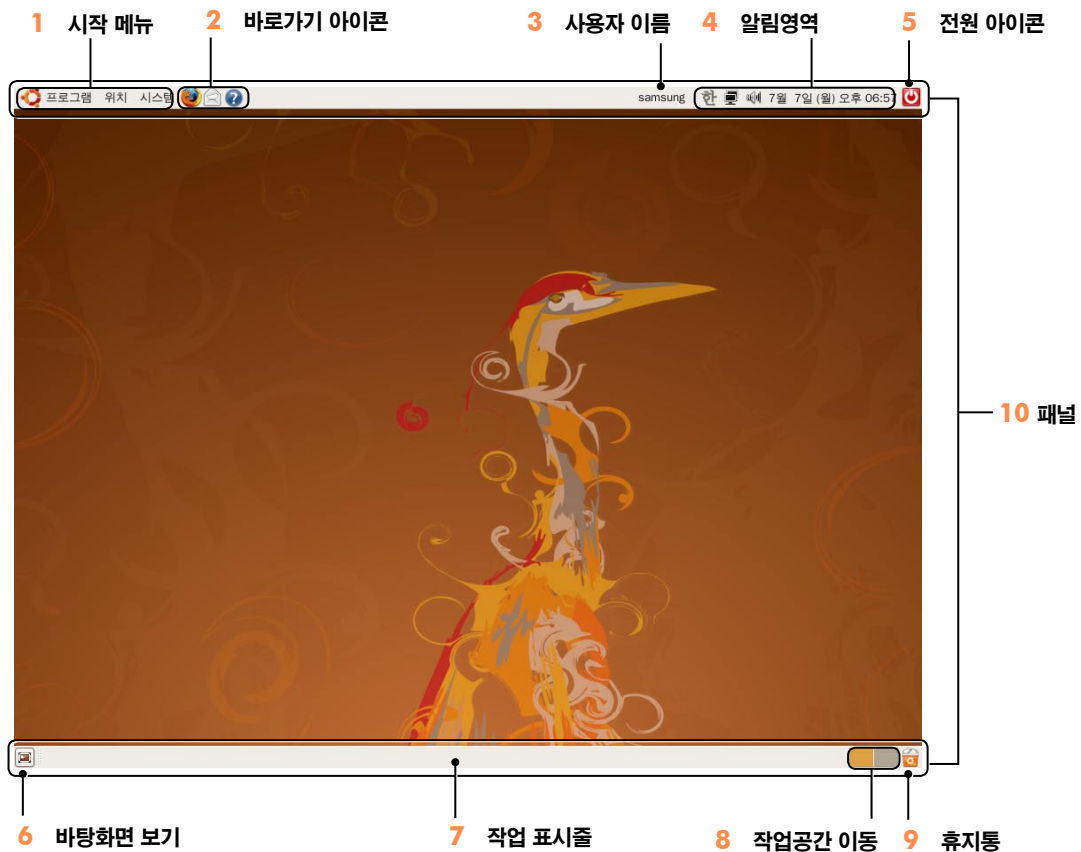 1 시작 메뉴
2 바로가기 아이콘
3 사용자 이름
4 알림영역
5 전원 아이콘
프로그램 위치 시스템
samsung 한 7월 7일 (월) 오후 06:57
10 패널
6 바탕화면 보기
7 작업 표시줄
8 작업공간 이동
9 휴지통